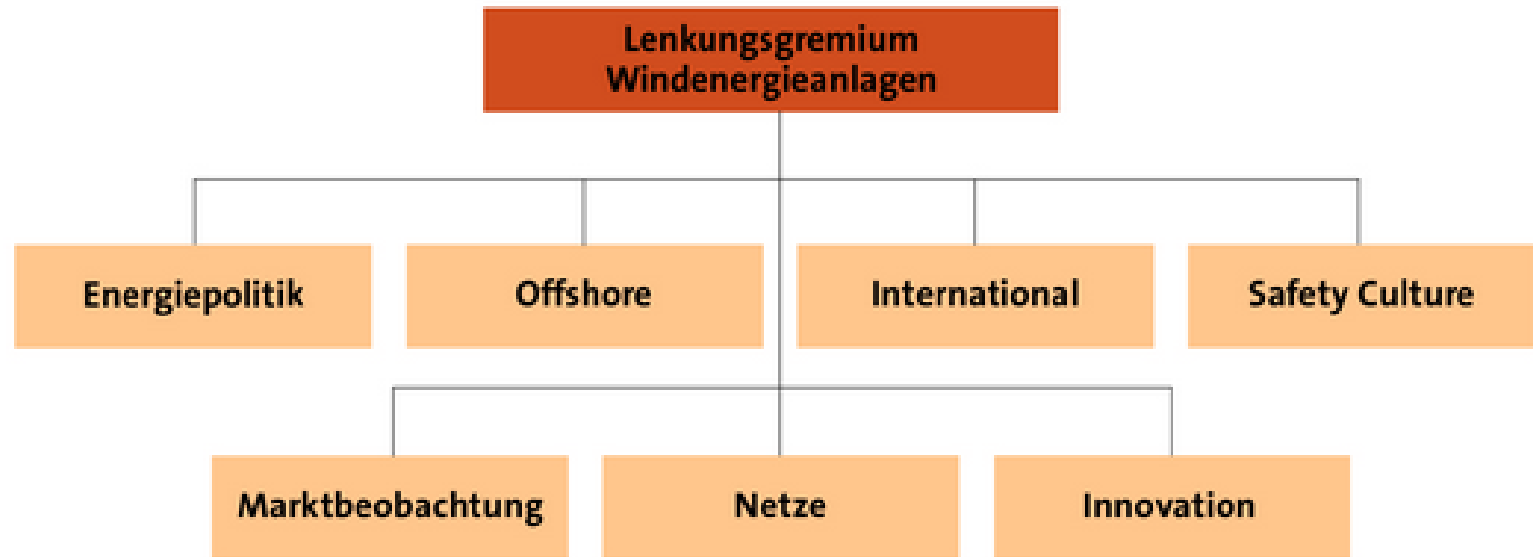 Lenkungsgremium
Windenergieanlagen
Energiepolitik
Offshore
International
Safety Culture
Marktbeobachtung
Netze
Innovation